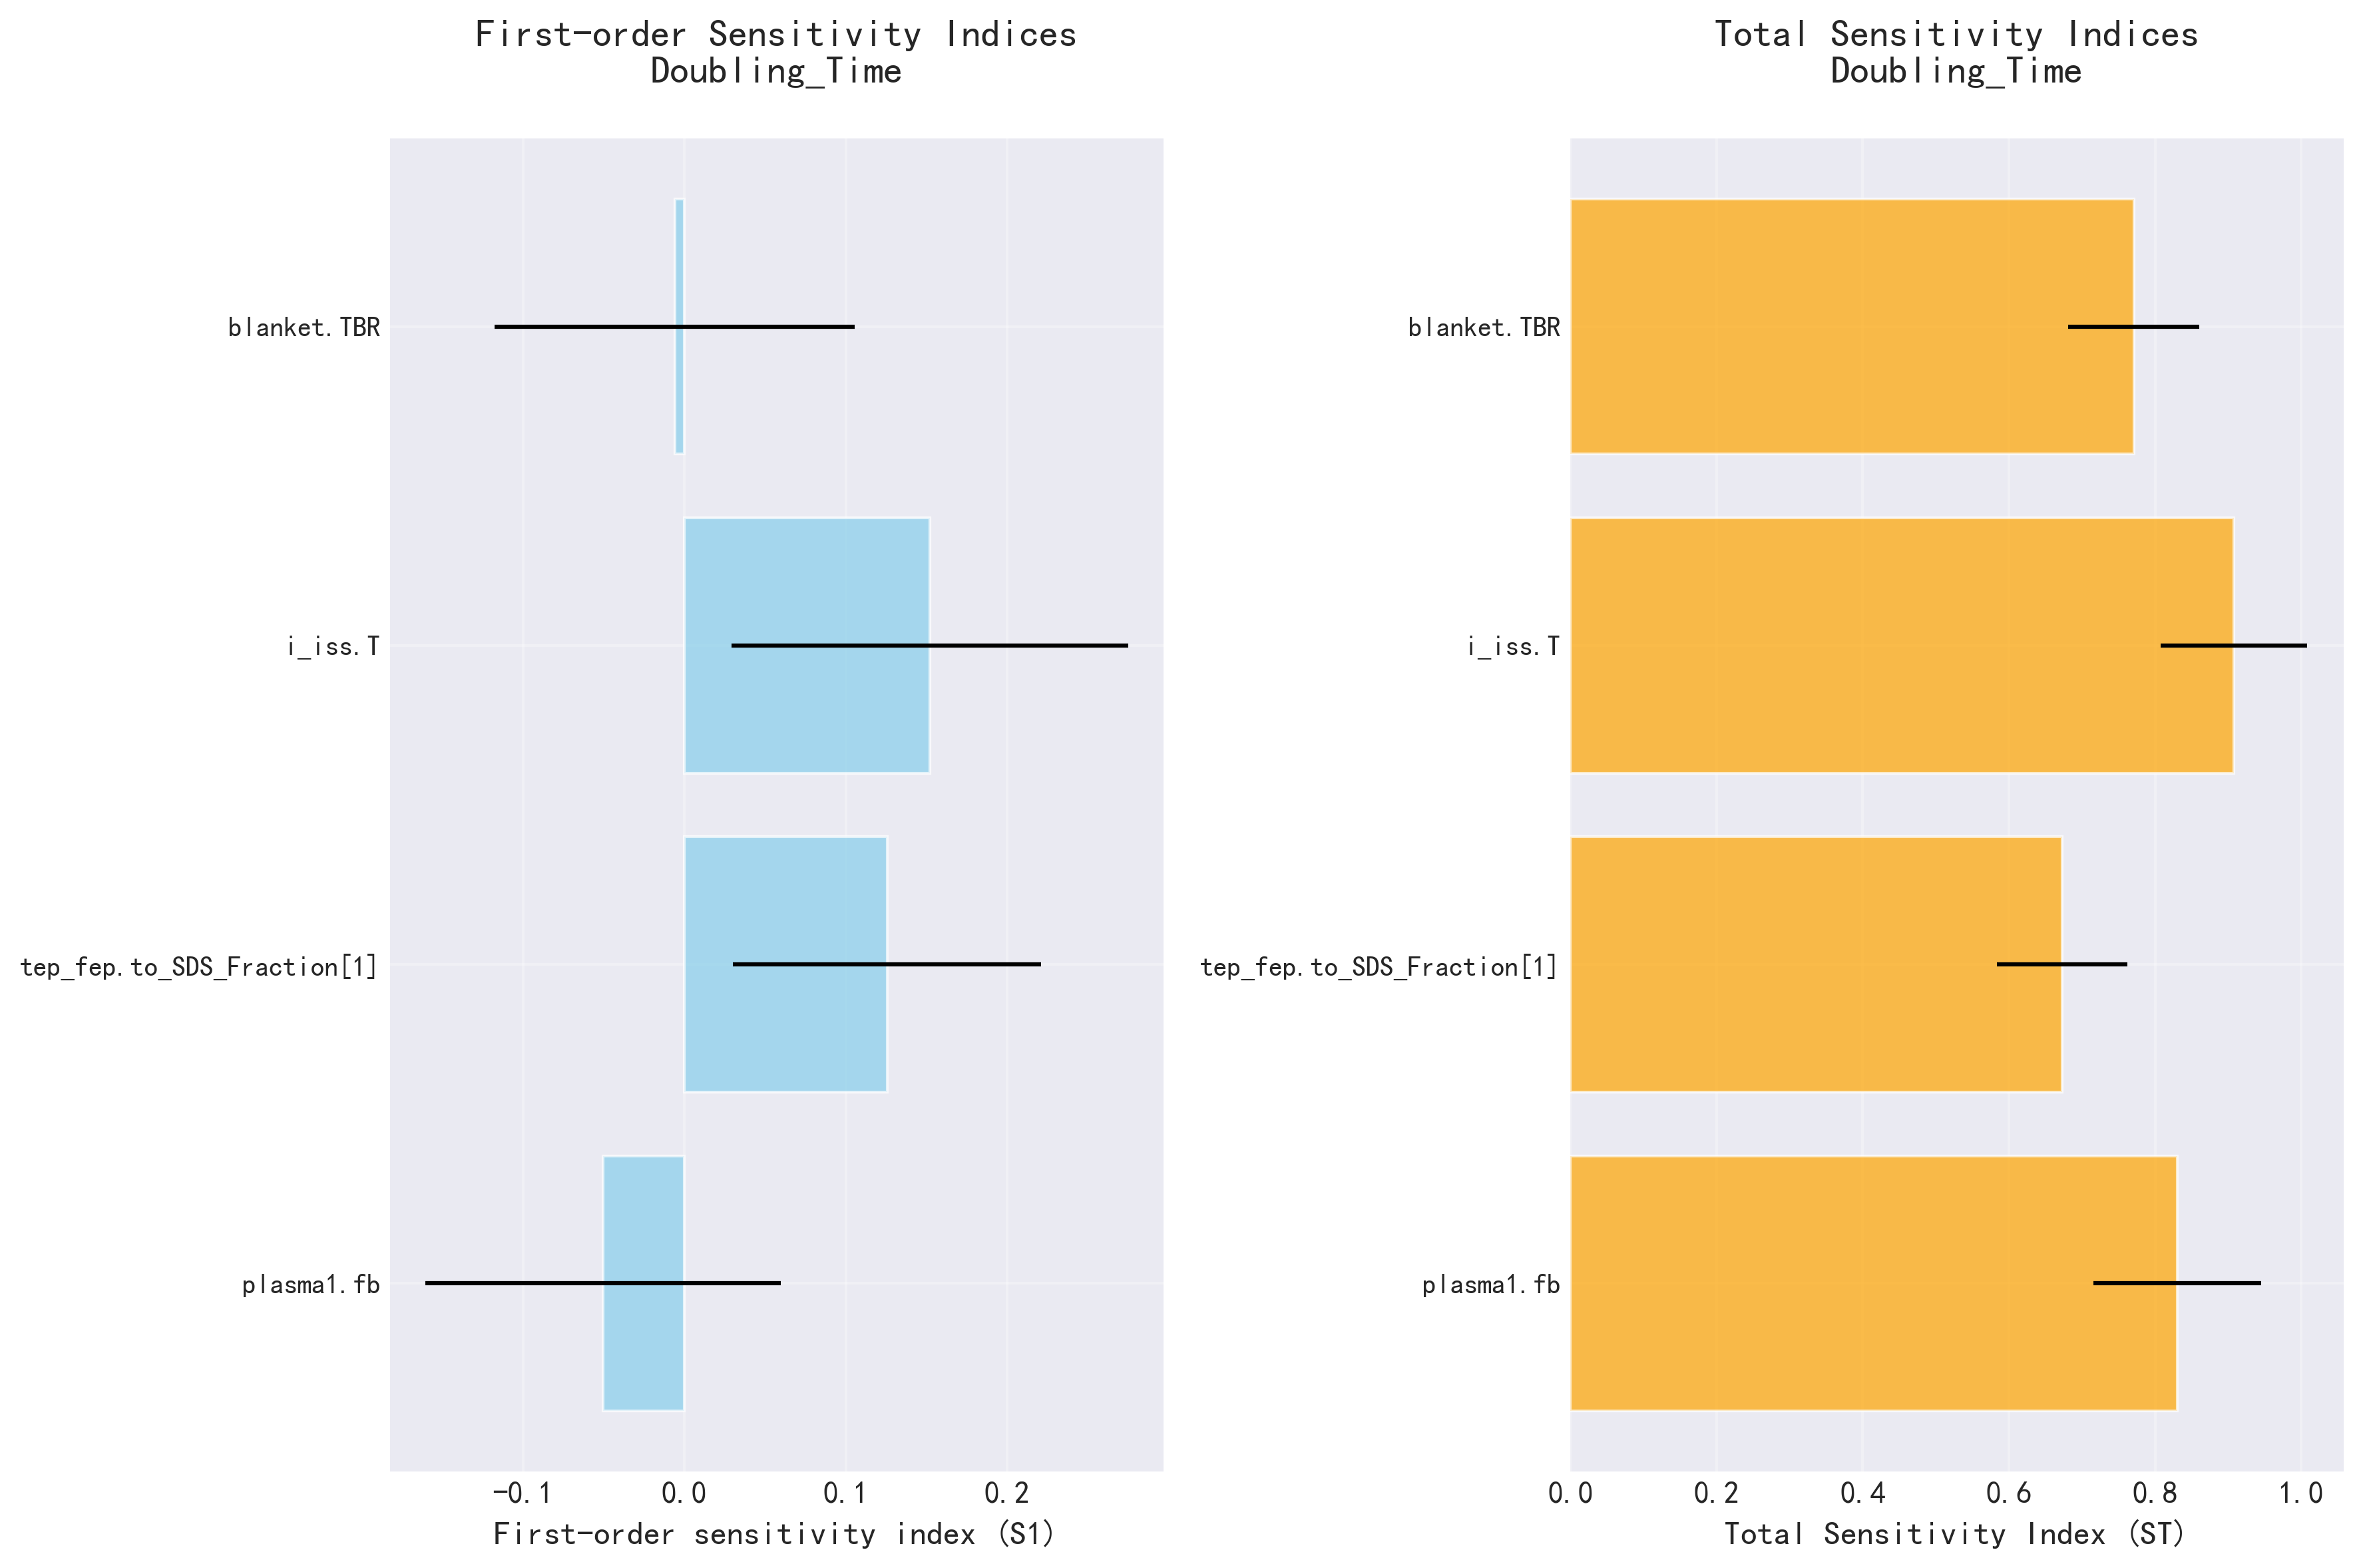 First-order Sensitivity Indices
Doubling_Time
blanket.TBR
i_iss.T
tep_fep.to_SDS_Fraction[1]
plasma1.fb
-0.1 0.0 0.1 0.2
First-order sensitivity index (S1)
Total Sensitivity Indices
Doubling_Time
blanket.TBR
i_iss.T
tep_fep.to_SDS_Fraction[1]
plasma1.fb
0.0 0.2 0.4 0.6 0.8 1.0
Total Sensitivity Index (ST)